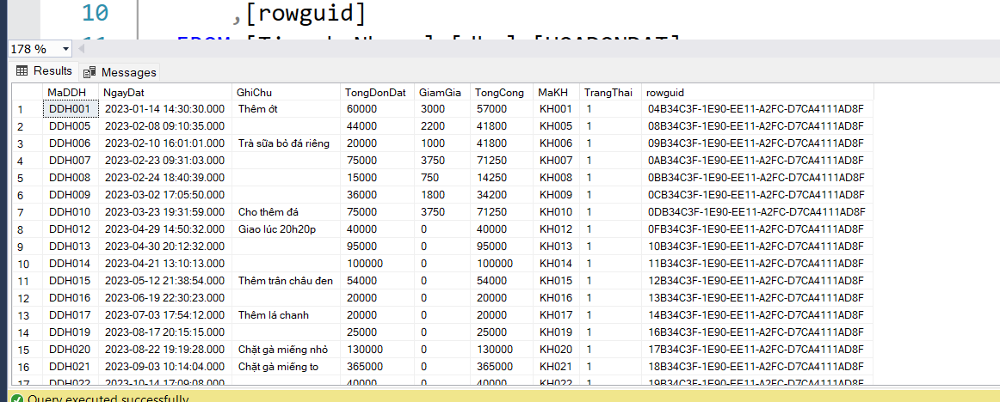 10 ,[rowguid]
178 %
Results Messages
MaDDH NgayDat GhiChu TongDonDat GiamGia TongCong MaKH TrangThai rowguid
1 DDH001 2023-01-14 14:30:30.000 Thêm ớt 60000 3000 57000 KH001 1 04B34C3F-1E90-EE11-A2FC-D7CA4111AD8F
2 DDH005 2023-02-08 09:10:35.000 44000 2200 41800 KH005 1 08B34C3F-1E90-EE11-A2FC-D7CA4111AD8F
3 DDH006 2023-02-10 16:01:01.000 Trà sữa bỏ đá riêng 20000 1000 41800 KH006 1 09B34C3F-1E90-EE11-A2FC-D7CA4111AD8F
4 DDH007 2023-02-23 09:31:03.000 75000 3750 71250 KH007 1 0AB34C3F-1E90-EE11-A2FC-D7CA4111AD8F
5 DDH008 2023-02-24 18:40:39.000 15000 750 14250 KH008 1 0BB34C3F-1E90-EE11-A2FC-D7CA4111AD8F
6 DDH009 2023-03-02 17:05:50.000 36000 1800 34200 KH009 1 0CB34C3F-1E90-EE11-A2FC-D7CA4111AD8F
7 DDH010 2023-03-23 19:31:59.000 Cho thêm đá 75000 3750 71250 KH010 1 0DB34C3F-1E90-EE11-A2FC-D7CA4111AD8F
8 DDH012 2023-04-29 14:50:32.000 Giao lúc 20h20p 40000 0 40000 KH012 1 0FB34C3F-1E90-EE11-A2FC-D7CA4111AD8F
9 DDH013 2023-04-30 20:12:32.000 95000 0 95000 KH013 1 10B34C3F-1E90-EE11-A2FC-D7CA4111AD8F
10 DDH014 2023-04-21 13:10:13.000 100000 0 100000 KH014 1 11B34C3F-1E90-EE11-A2FC-D7CA4111AD8F
11 DDH015 2023-05-12 21:38:54.000 Thêm trân châu đen 54000 0 54000 KH015 1 12B34C3F-1E90-EE11-A2FC-D7CA4111AD8F
12 DDH016 2023-06-19 22:30:23.000 20000 0 20000 KH016 1 13B34C3F-1E90-EE11-A2FC-D7CA4111AD8F
13 DDH017 2023-07-03 17:54:12.000 Thêm lá chanh 20000 0 20000 KH017 1 14B34C3F-1E90-EE11-A2FC-D7CA4111AD8F
14 DDH019 2023-08-17 20:15:15.000 25000 0 25000 KH019 1 16B34C3F-1E90-EE11-A2FC-D7CA4111AD8F
15 DDH020 2023-08-22 19:19:28.000 Chặt gà miếng nhỏ 130000 0 130000 KH020 1 17B34C3F-1E90-EE11-A2FC-D7CA4111AD8F
16 DDH021 2023-09-03 10:14:04.000 Chặt gà miếng to 365000 0 365000 KH021 1 18B34C3F-1E90-EE11-A2FC-D7CA4111AD8F
17 DDH022 2023-10-14 17:09:08.000 40000 0 40000 KH022 1 19B34C3F-1E90-EE11-A2FC-D7CA4111AD8F
Query executed successfully